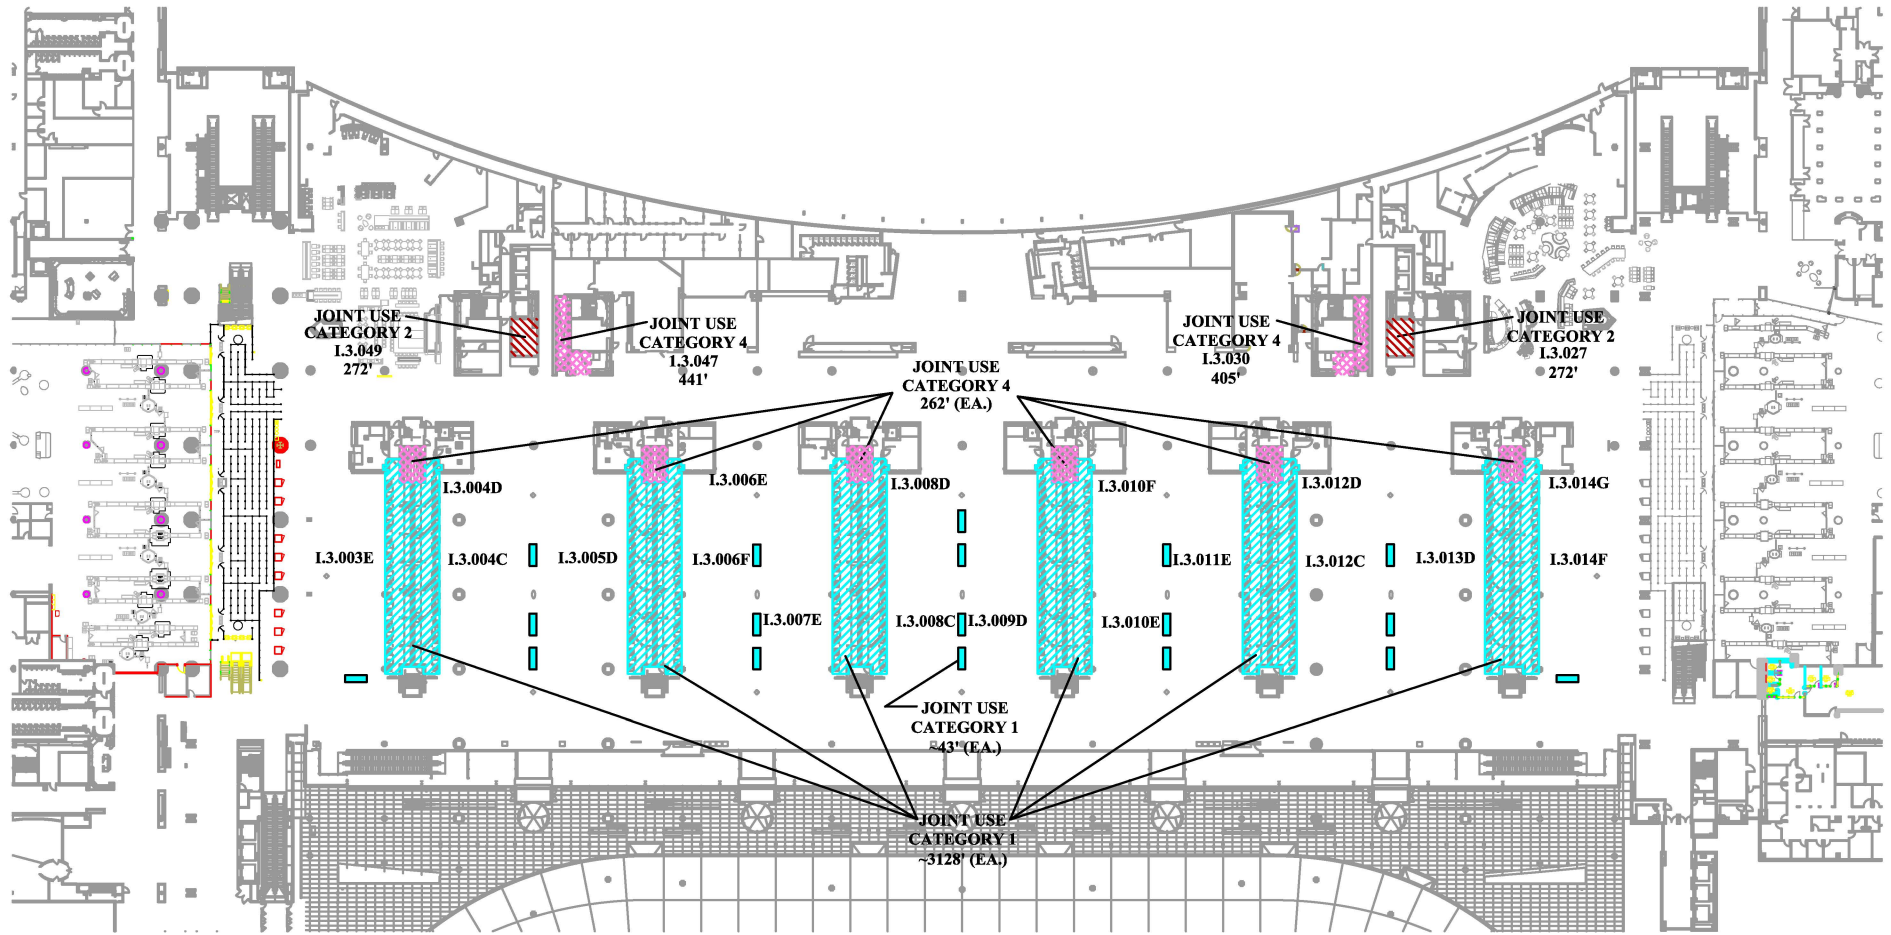 JOINT USE
CATEGORY 2
I.3.049
272'
JOINT USE
CATEGORY 4
I.3.047
441'
JOINT USE
CATEGORY 4
262' (EA.)
JOINT USE
CATEGORY 4
I.3.030
405'
JOINT USE
CATEGORY 2
I.3.027
272'
I.3.004D
I.3.006E
I.3.008D
I.3.010F
I.3.012D
I.3.014G
I.3.003E
I.3.004C
I.3.005D
I.3.006F
I.3.011E
I.3.012C
I.3.013D
I.3.014F
I.3.007E
I.3.008C
I.3.009D
I.3.010E
JOINT USE
CATEGORY 1
~43' (EA.)
JOINT USE
CATEGORY 1
~3128' (EA.)